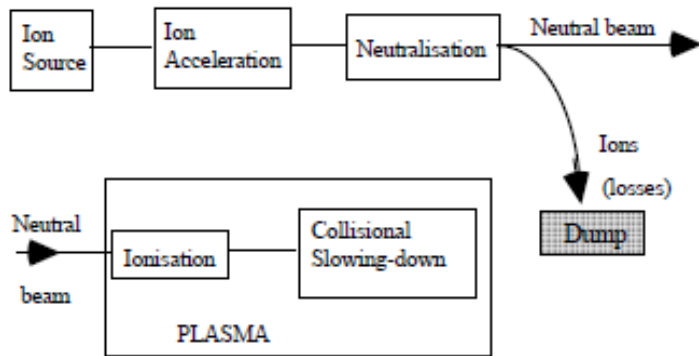 Ion
Source
Ion
Acceleration
Neutralisation
Neutral beam
Ions
(losses)
Dump
Neutral
beam
Ionisation
Collisional
Slowing-down
PLASMA